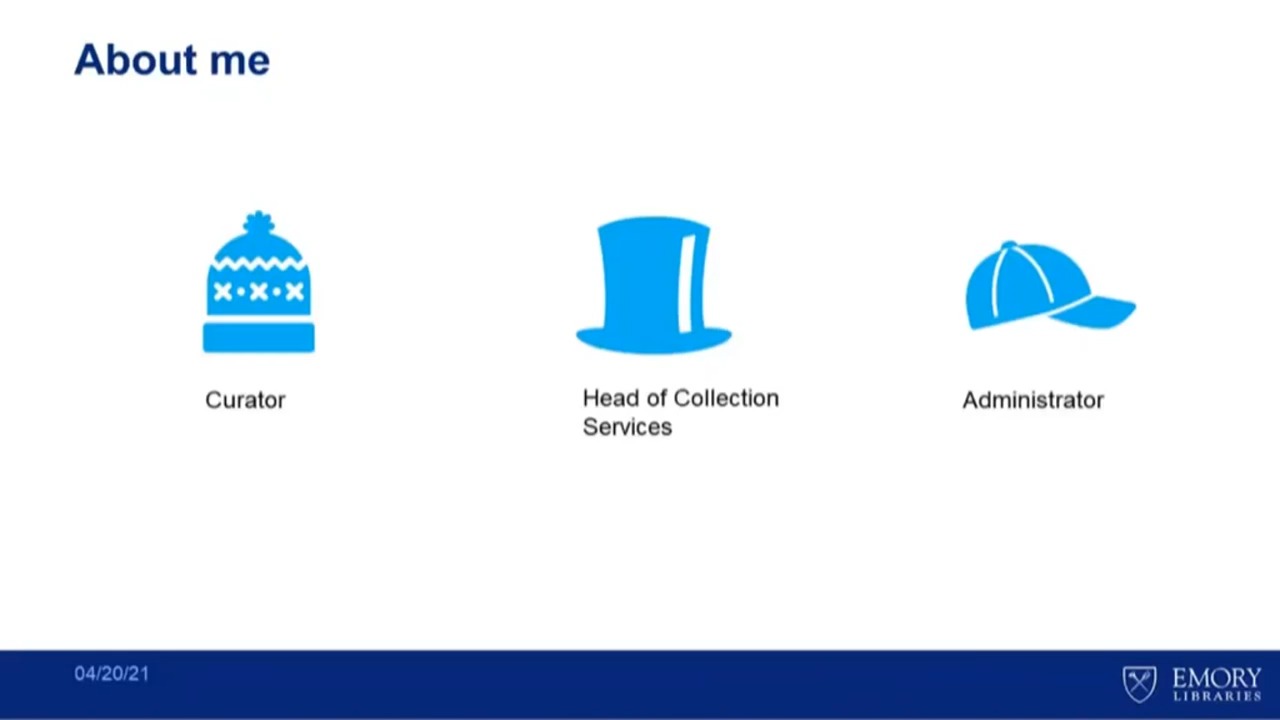 About me
Curator
Head of Collection
Services
Administrator
04/20/21
EMORY
LIBRARIES